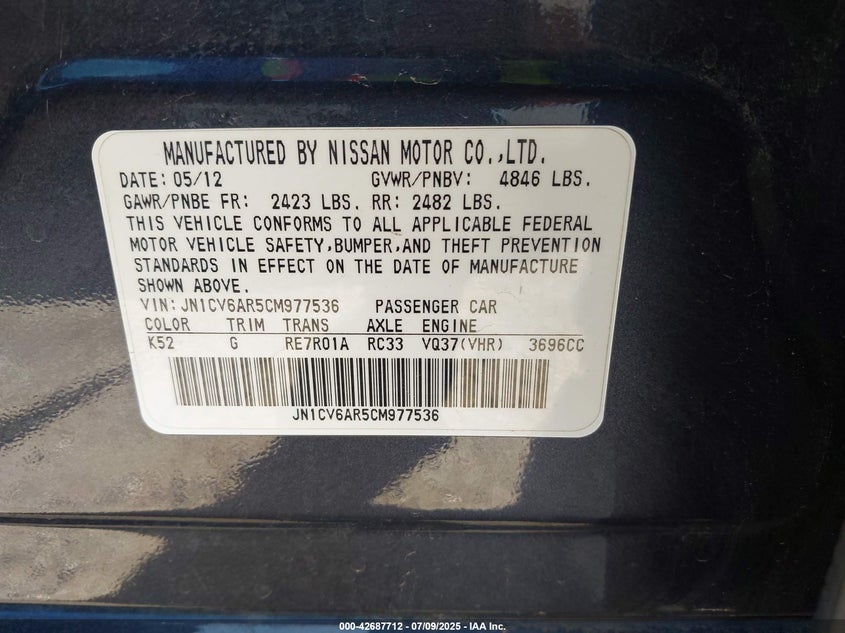 MANUFACTURED BY NISSAN MOTOR CO.,LTD.
DATE: 05/12 GVWR/PNBV: 4846 LBS.
GAWR/PNBE FR: 2423 LBS. RR: 2482 LBS.
THIS VEHICLE CONFORMS TO ALL APPLICABLE FEDERAL
MOTOR VEHICLE SAFETY,BUMPER,AND THEFT PREVENTION
STANDARDS IN EFFECT ON THE DATE OF MANUFACTURE
SHOWN ABOVE.
VIN: JN1CV6AR5CM977536 PASSENGER CAR
COLOR TRIM TRANS AXLE ENGINE
K52 G RE7R01A RC33 VQ37(VHR) 3696CC
JN1CV6AR5CM977536
000-42687712 / 07/09/2025 - IAA Inc.